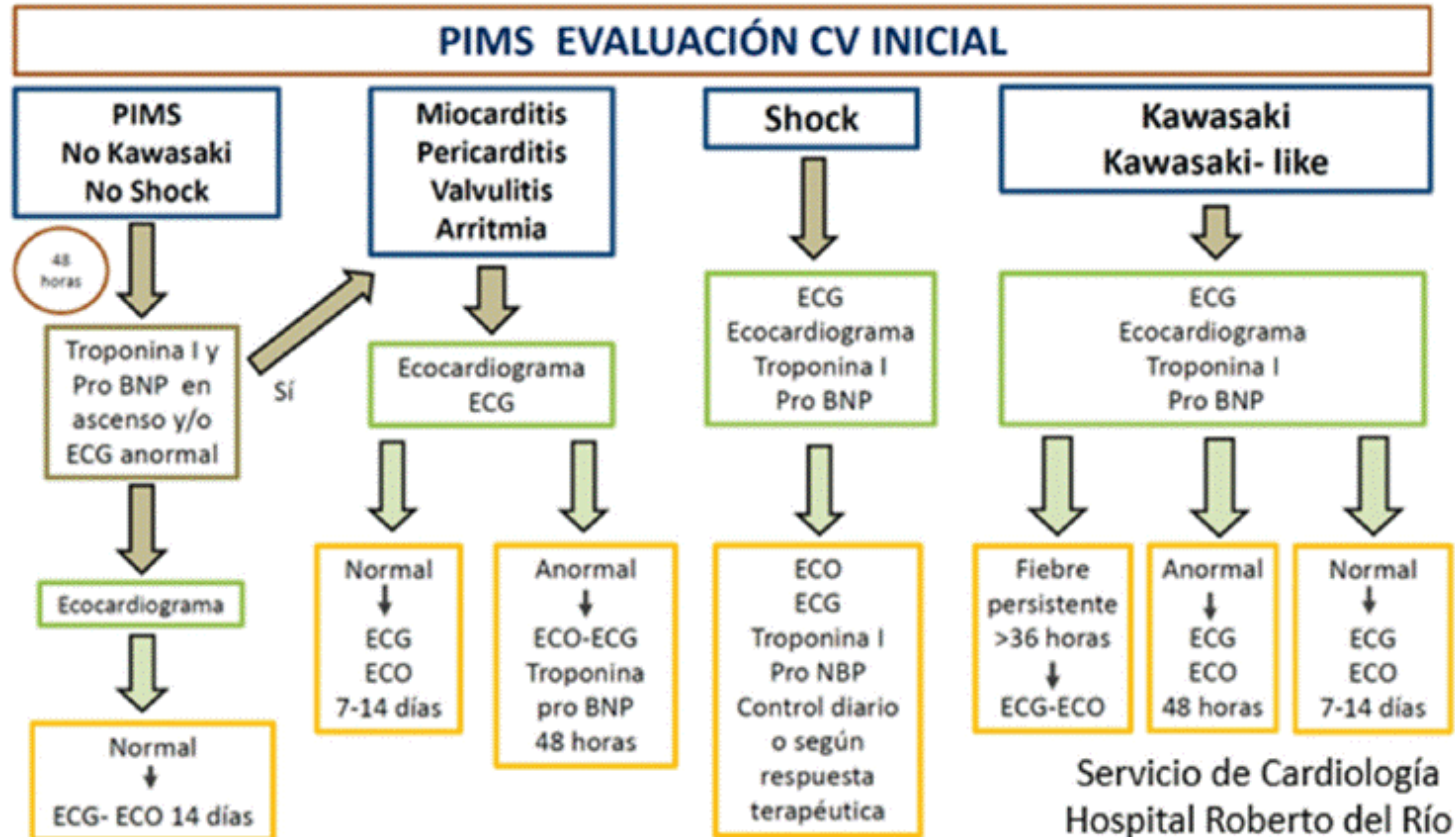 PIMS EVALUACIÓN CV INICIAL
PIMS
No Kawasaki
No Shock
48
horas
Troponina I y
Pro BNP en
ascenso y/o
ECG anormal
Sí
Ecocardiograma
Normal
ECG- ECO 14 días
Miocarditis
Pericarditis
Valvulitis
Arritmia
Ecocardiograma
ECG
Normal
ECG
ECO
7-14 días
Anormal
ECO-ECG
Troponina
pro BNP
48 horas
Shock
ECG
Ecocardiograma
Troponina I
Pro BNP
ECO
ECG
Troponina I
Pro NBP
Control diario
o según
respuesta
terapéutica
Kawasaki
Kawasaki- like
ECG
Ecocardiograma
Troponina I
Pro BNP
Fiebre
persistente
>36 horas
ECG-ECO
Anormal
ECG
ECO
48 horas
Normal
ECG
ECO
7-14 días
Servicio de Cardiología
Hospital Roberto del Río